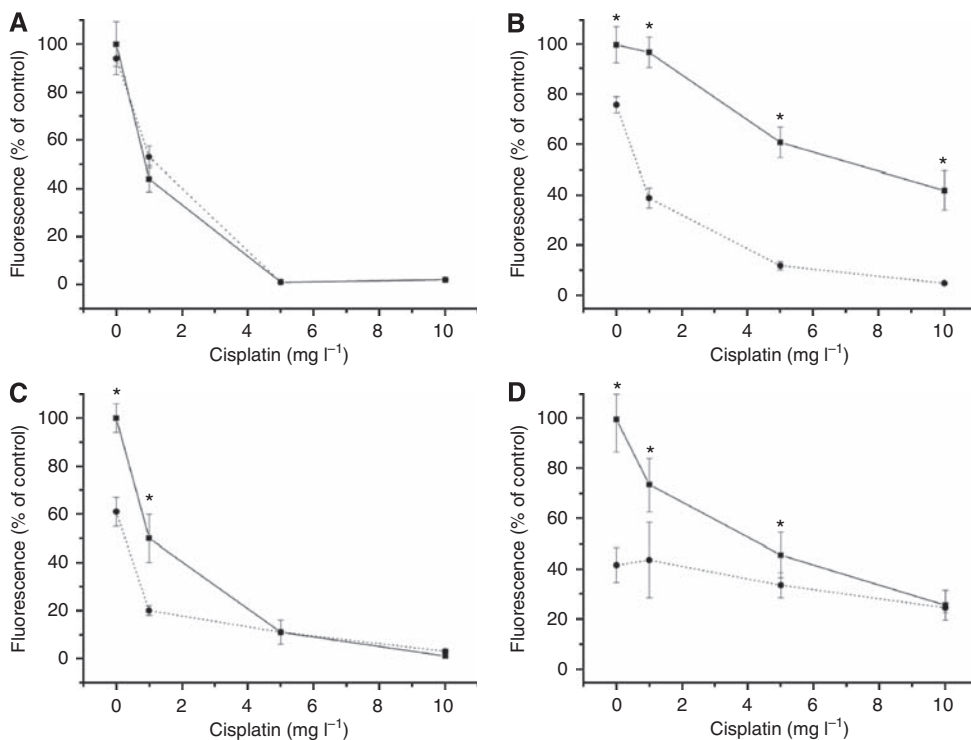 A
Fluorescence (% of control)
100
80
60
40
20
0
0 2 4 6 8 10
Cisplatin (mg l⁻¹)
B
Fluorescence (% of control)
100
80
60
40
20
0
* * * *
0 2 4 6 8 10
Cisplatin (mg l⁻¹)
C
Fluorescence (% of control)
100
80
60
40
20
0
* *
0 2 4 6 8 10
Cisplatin (mg l⁻¹)
D
Fluorescence (% of control)
100
80
60
40
20
0
* * *
0 2 4 6 8 10
Cisplatin (mg l⁻¹)